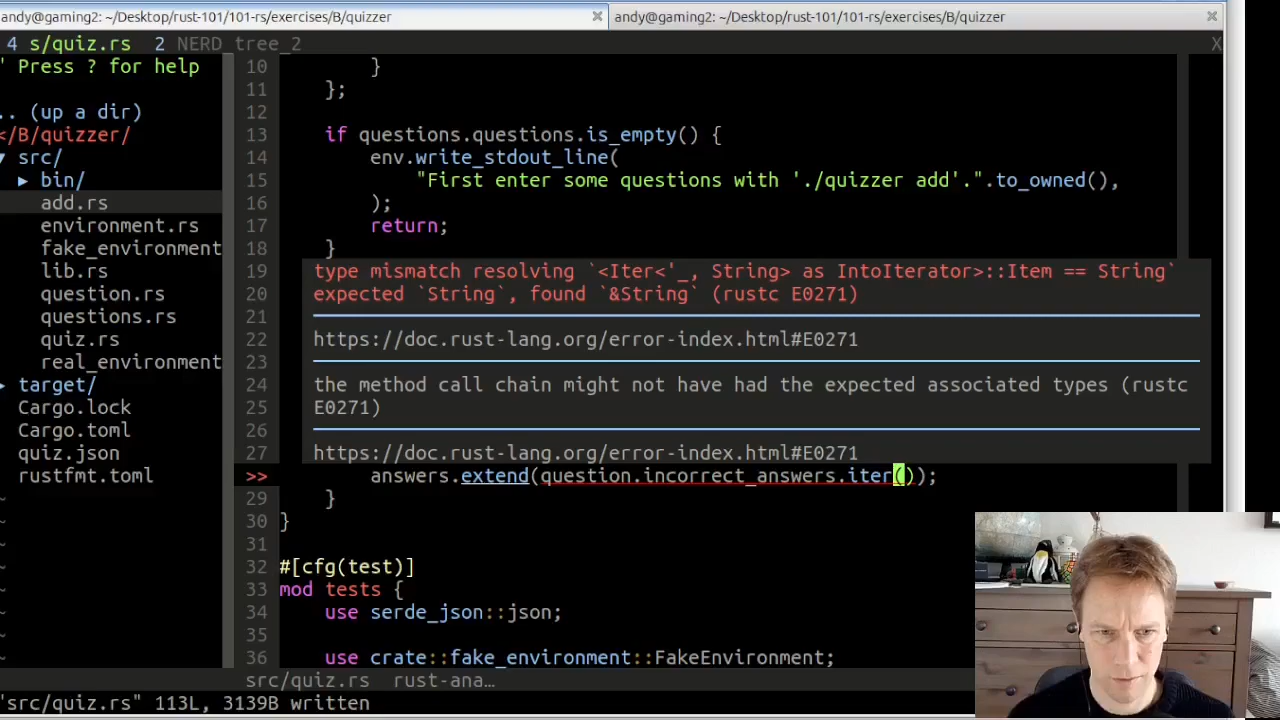 andy@gaming2: ~/Desktop/rust-101/101-rs/exercises/B/quizzer
andy@gaming2: ~/Desktop/rust-101/101-rs/exercises/B/quizzer
4 s/quiz.rs 2 NERD_tree_2 X
" Press ? for help
.. (up a dir)
</B/quizzer/
▼ src/
▶ bin/
add.rs
environment.rs
fake_environment
lib.rs
question.rs
questions.rs
quiz.rs
real_environment
▸ target/
Cargo.lock
Cargo.toml
quiz.json
rustfmt.toml
~
~
~
~
~
~
~
~
10 }
11 };
12
13 if questions.questions.is_empty() {
14 env.write_stdout_line(
15 "First enter some questions with './quizzer add'.".to_owned(),
16 );
17 return;
18 }
19 type mismatch resolving `<Iter<'_, String> as IntoIterator>::Item == String`
20 expected `String`, found `&String` (rustc E0271)
21
22 https://doc.rust-lang.org/error-index.html#E0271
23
24 the method call chain might not have had the expected associated types (rustc
25 E0271)
26
27 https://doc.rust-lang.org/error-index.html#E0271
>> answers.extend(question.incorrect_answers.iter());
29 }
30 }
31
32 #[cfg(test)]
33 mod tests {
34 use serde_json::json;
35
36 use crate::fake_environment::FakeEnvironment;
src/quiz.rs rust-ana…
"src/quiz.rs" 113L, 3139B written